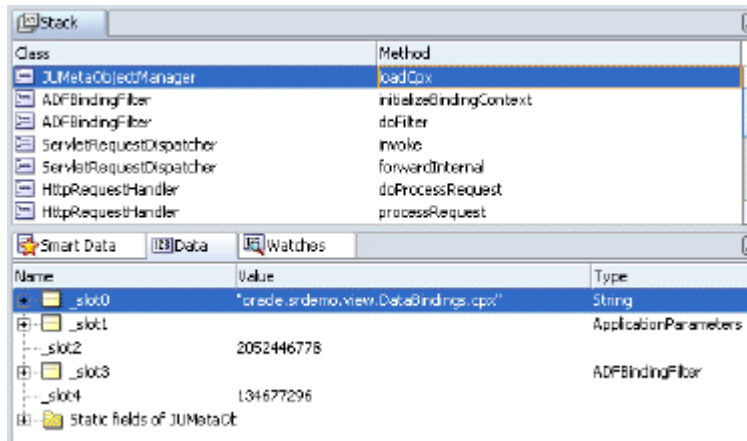 Stack
Class Method
JUMetaObjectManager loadCpx
ADFBindingFilter initializeBindingContext
ADFBindingFilter doFilter
ServletRequestDispatcher invoke
ServletRequestDispatcher forwardInternal
HttpRequestHandler doProcessRequest
HttpRequestHandler processRequest
Smart Data Data Watches
Name Value Type
_slot0 "oracle.srdemo.view.DataBindings.cpx" String
_slot1 ApplicationParameters
_slot2 2052446778
_slot3 ADFBindingFilter
_slot4 134677296
Static fields of JUMetaOb